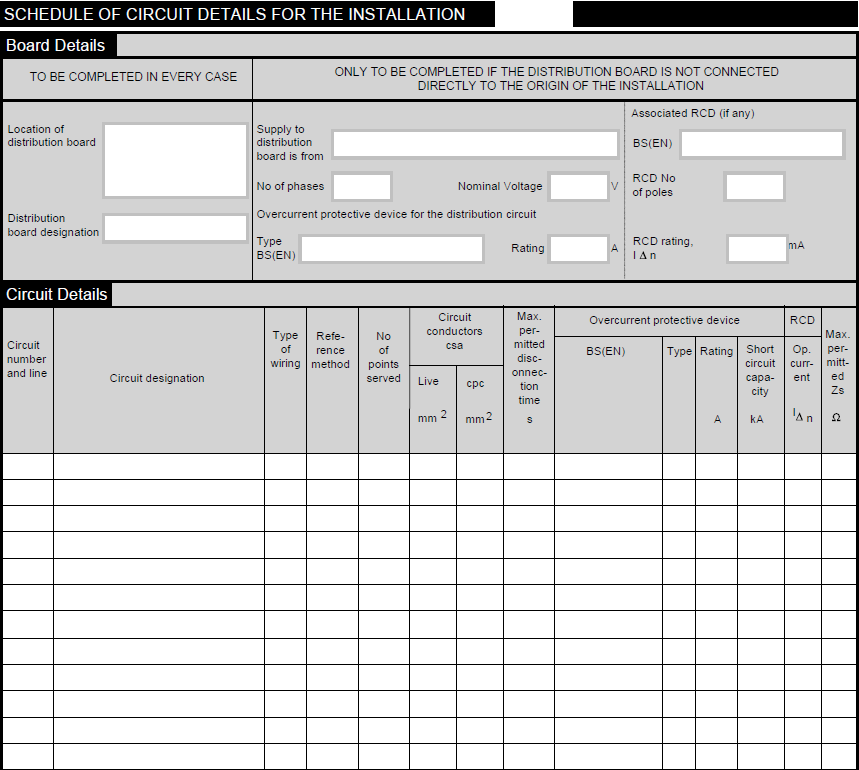 SCHEDULE OF CIRCUIT DETAILS FOR THE INSTALLATION
Board Details
TO BE COMPLETED IN EVERY CASE
ONLY TO BE COMPLETED IF THE DISTRIBUTION BOARD IS NOT CONNECTED
DIRECTLY TO THE ORIGIN OF THE INSTALLATION
Location of
distribution board
Distribution
board designation
Supply to
distribution
board is from
No of phases
Nominal Voltage
V
Overcurrent protective device for the distribution circuit
Type
BS(EN)
Rating
A
Associated RCD (if any)
BS(EN)
RCD No
of poles
RCD rating,
I Δ n
mA
Circuit Details
Circuit
number
and line
Circuit designation
Type
of
wiring
Refe-
rence
method
No
of
points
served
Circuit
conductors
csa
Live
mm 2
cpc
mm2
Max.
per-
mitted
disc-
onnec-
tion
time
s
Overcurrent protective device
BS(EN)
Type
Rating
A
Short
circuit
capa-
city
kA
RCD
Op.
curr-
ent
IΔ n
Max.
per-
mitt-
ed
Zs
Ω